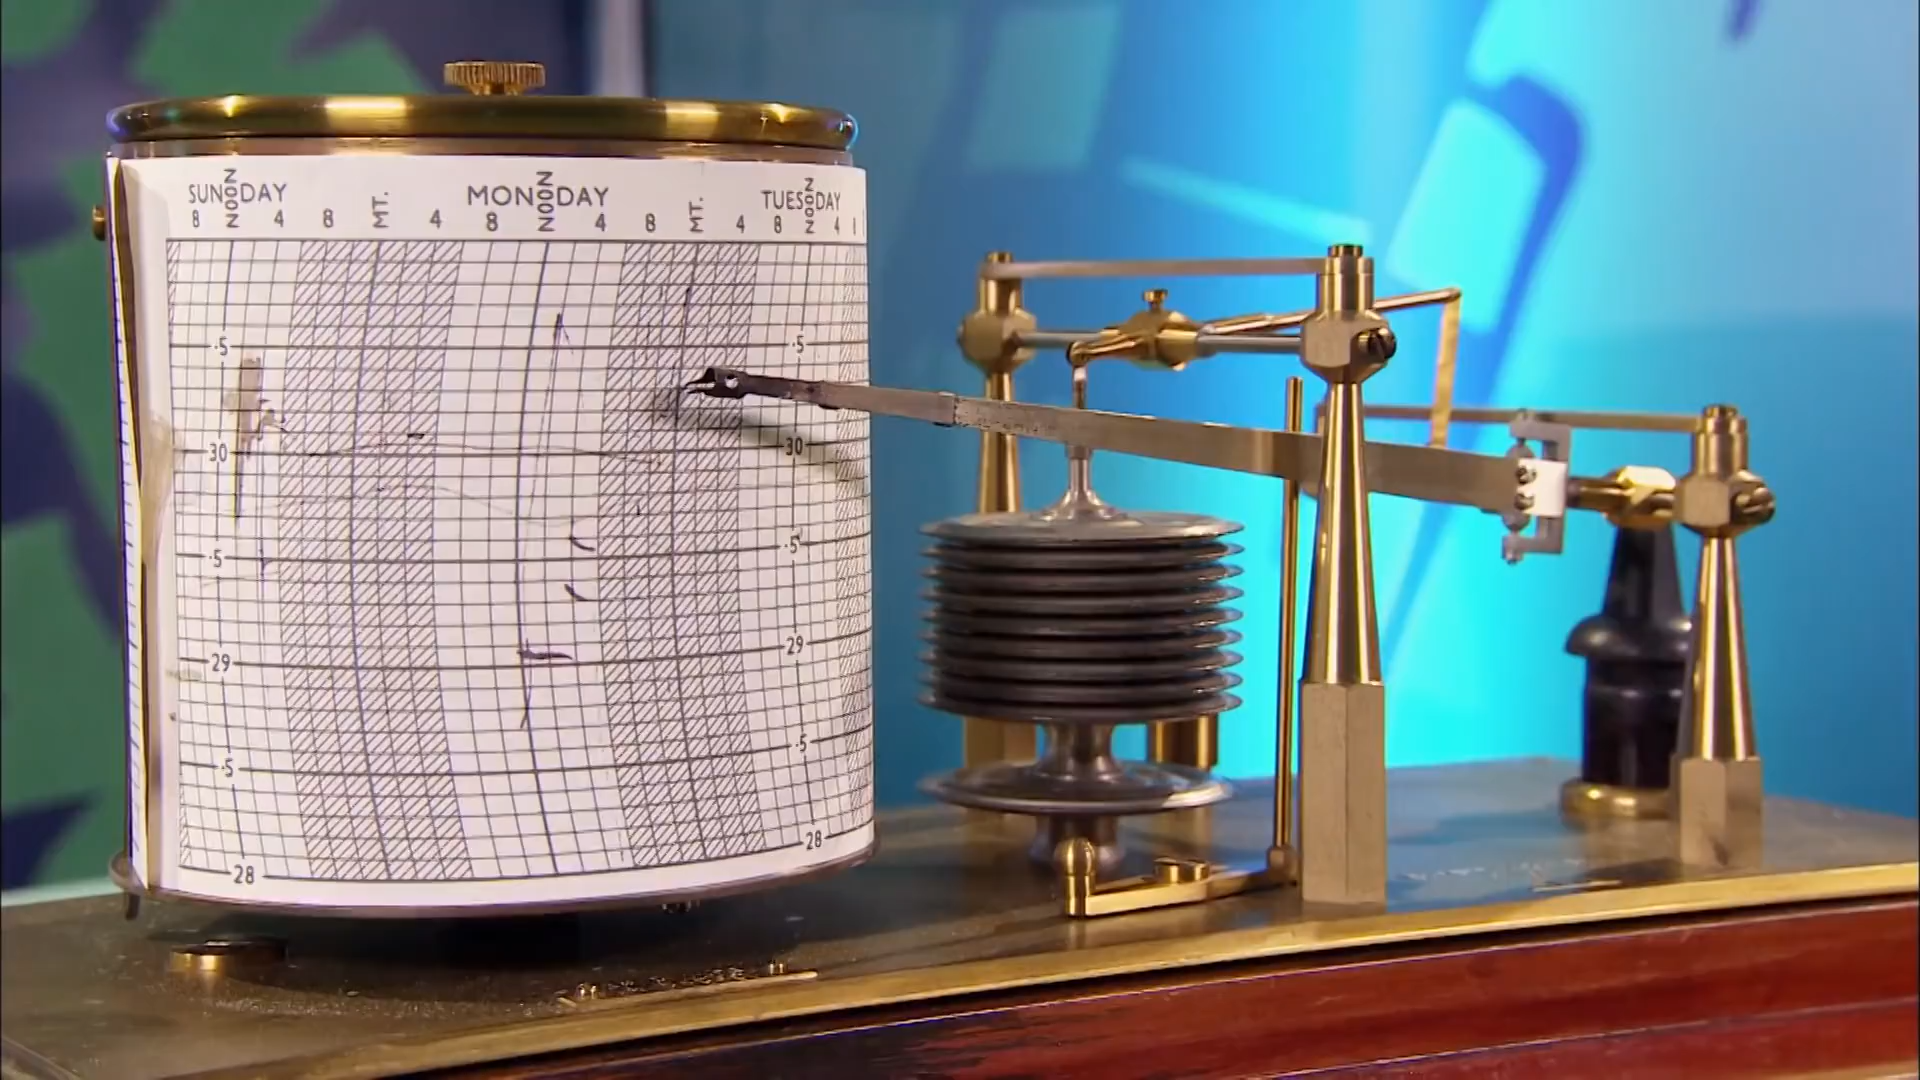 SUNDAY MONDAY TUESDAY
NOON NOON NOON
8 4 8 MT. 4 8 4 8 MT. 4 8 4 8
.5 .5
30 30
.5 .5
29 29
.5 .5
28 28